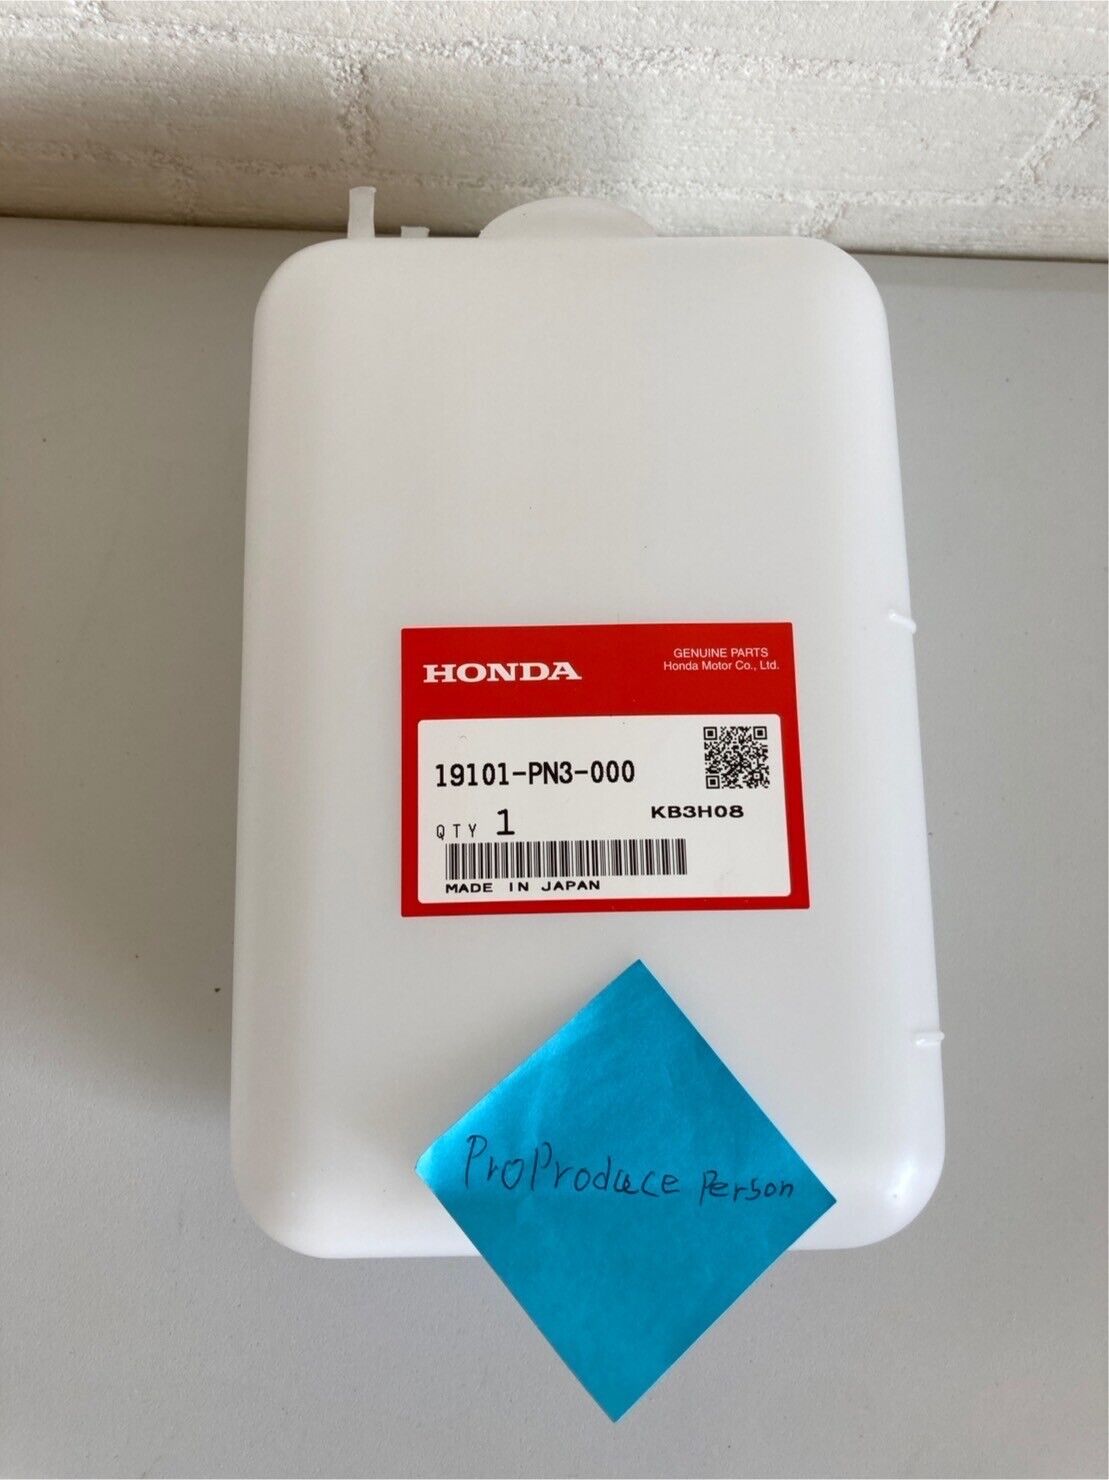 HONDA
GENUINE PARTS
Honda Motor Co., Ltd.
19101-PN3-000
KB3H08
QTY 1
MADE IN JAPAN
ProProduce Person